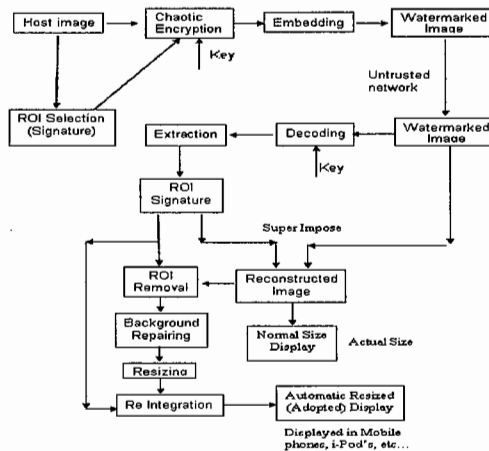 Host image
Chaotic
Encryption
Embedding
Watermarked
Image
Key
Untrusted
network
ROI Selection
(Signature)
Extraction
Decoding
Watermarked
Image
Key
ROI
Signature
Super Impose
ROI
Removal
Reconstructed
Image
Background
Repairing
Normal Size
Display
Actual Size
Resizing
Re Integration
Automatic Resized
(Adopted) Display
Displayed in Mobile
phones, i-Pod's, etc...